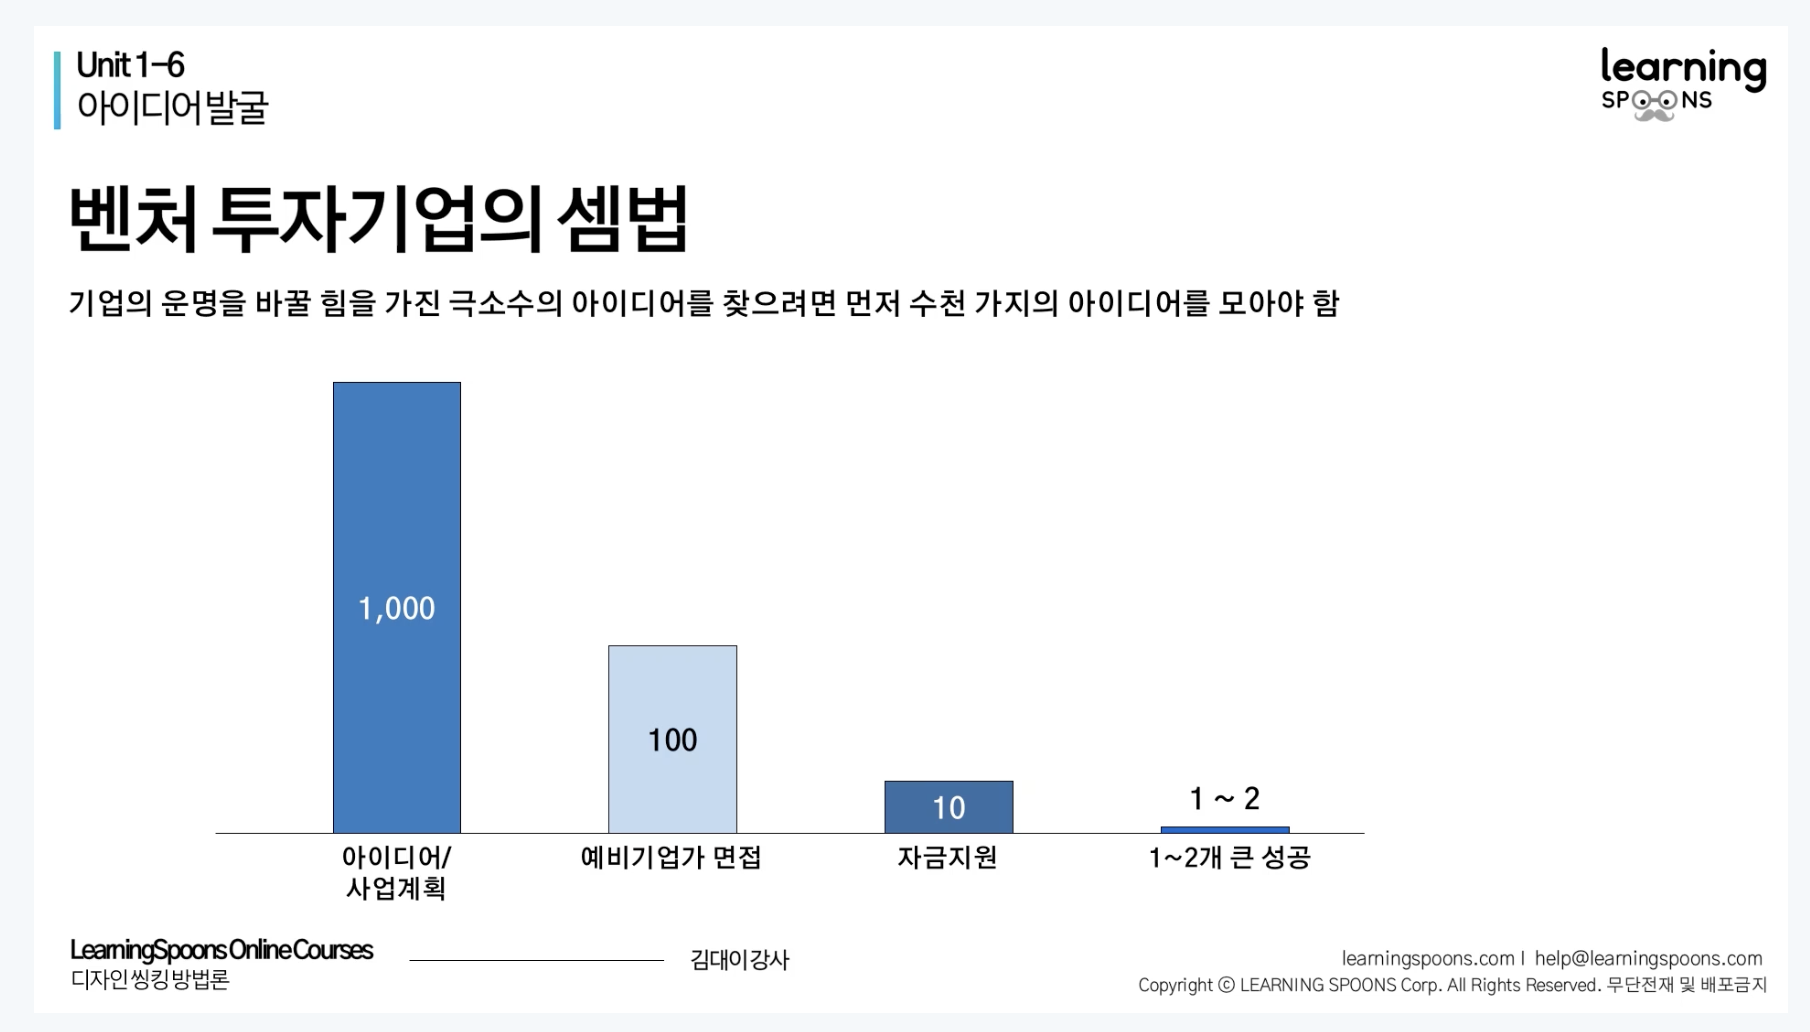 Unit 1-6
아이디어 발굴
learning
SPOONS
벤처 투자기업의 셈법
기업의 운명을 바꿀 힘을 가진 극소수의 아이디어를 찾으려면 먼저 수천 가지의 아이디어를 모아야 함
1,000
100
10
1 ~ 2
아이디어/
사업계획
예비기업가 면접
자금지원
1~2개 큰 성공
LearningSpoons Online Courses
디자인 씽킹 방법론
김대이 강사
learningspoons.com l help@learningspoons.com
Copyright ⓒ LEARNING SPOONS Corp. All Rights Reserved. 무단전재 및 배포금지